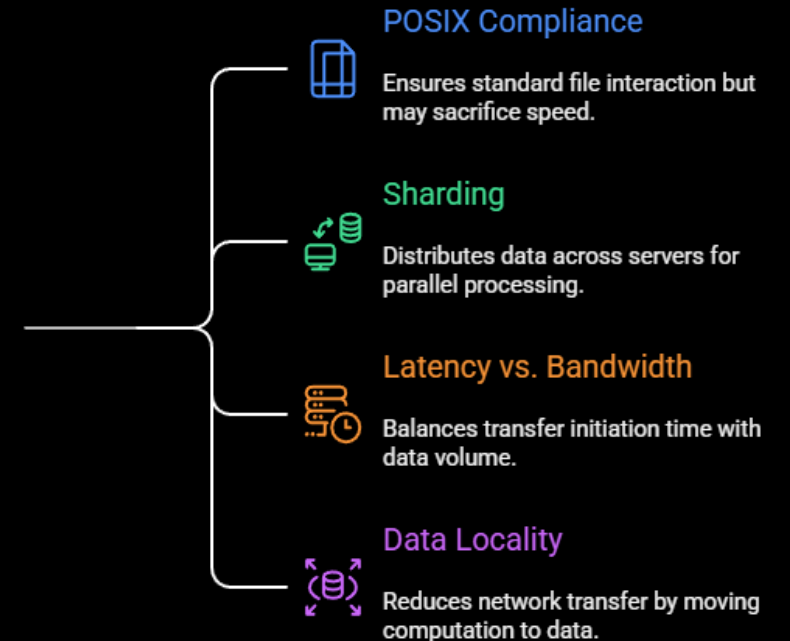 POSIX Compliance
Ensures standard file interaction but
may sacrifice speed.
Sharding
Distributes data across servers for
parallel processing.
Latency vs. Bandwidth
Balances transfer initiation time with
data volume.
Data Locality
Reduces network transfer by moving
computation to data.